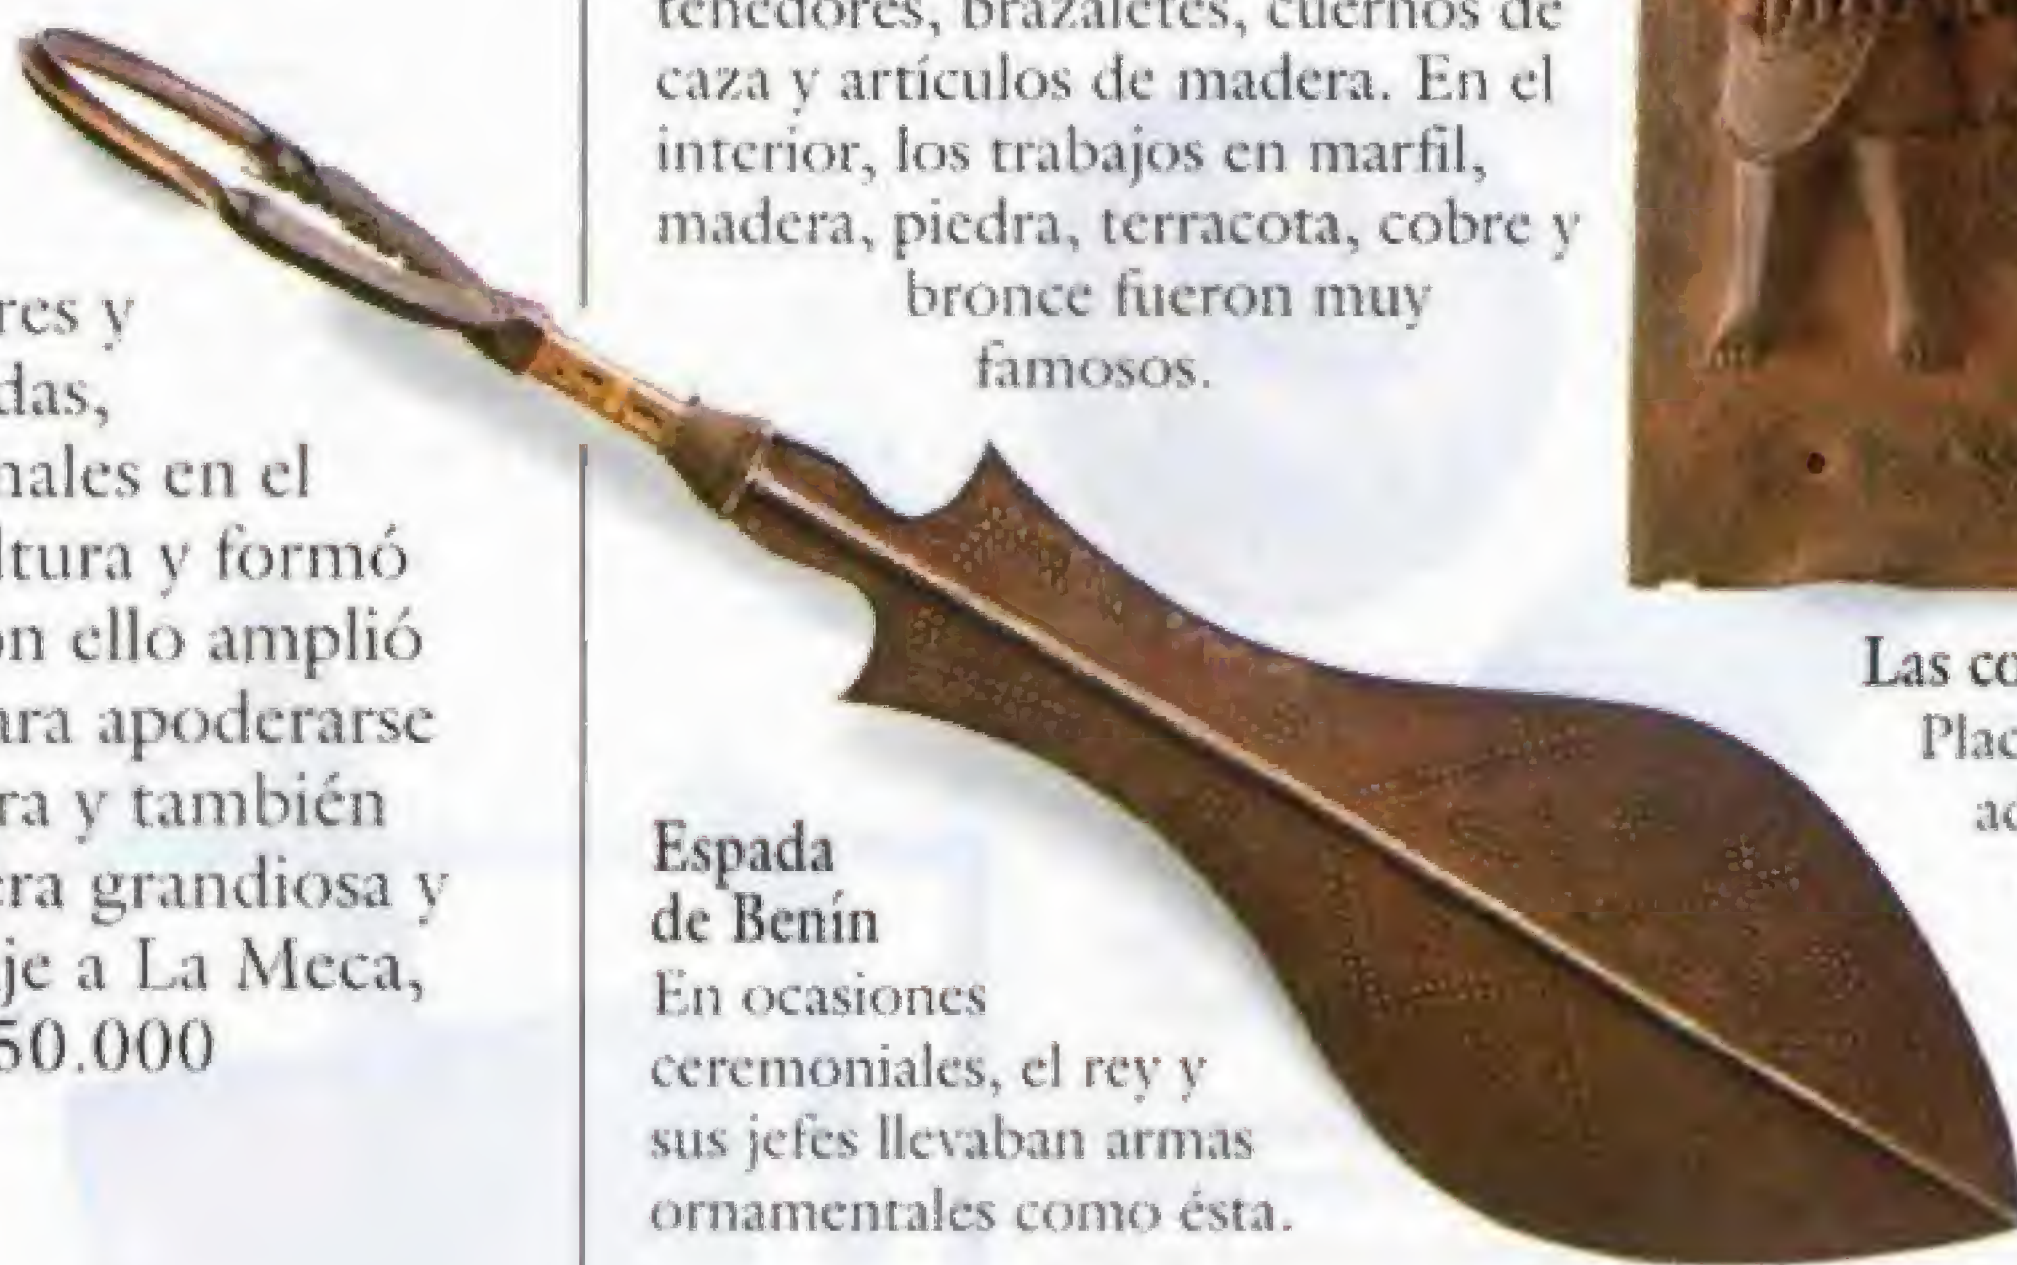 res y
das,
nales en el
ltura y formó
on ello amplió
ara apoderarse
ra y también
era grandiosa y
je a La Meca,
50.000
tenedores, brazaletes, cuernos de
caza y artículos de madera. En el
interior, los trabajos en marfil,
madera, piedra, terracota, cobre y
bronce fueron muy
famosos.
Espada
de Benín
En ocasiones
ceremoniales, el rey y
sus jefes llevaban armas
ornamentales como ésta.
Las co
Plac
ac